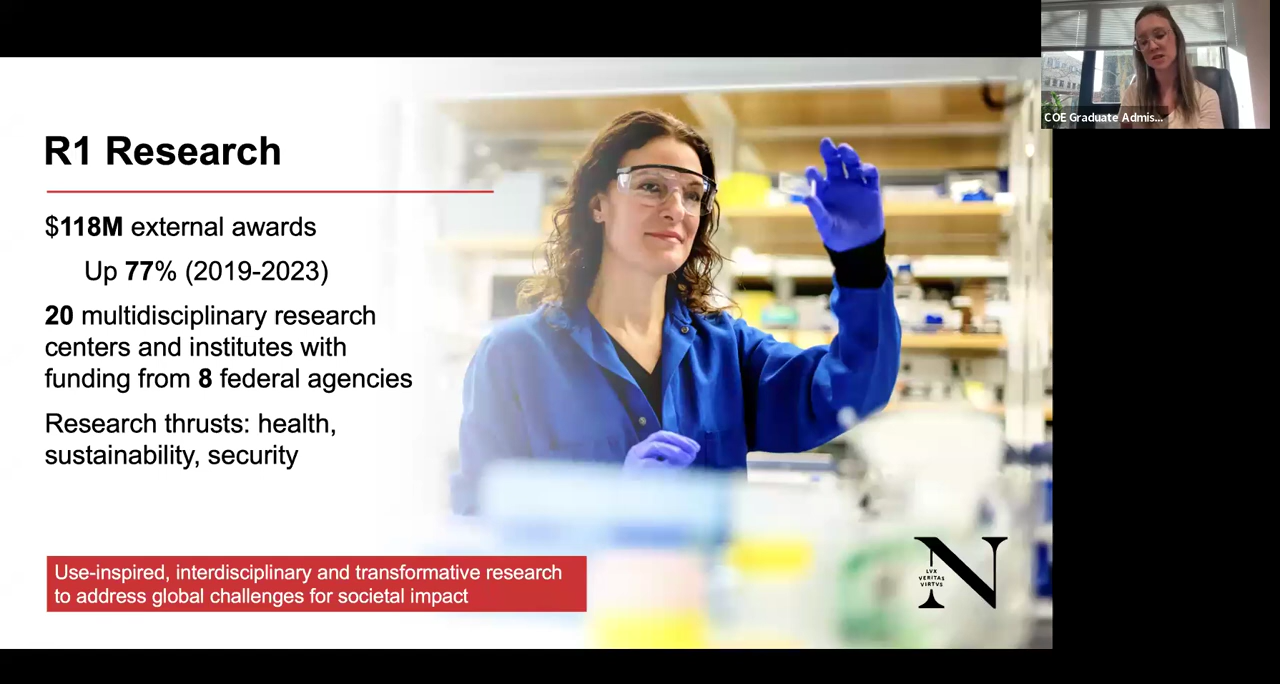 COE Graduate Admis...
R1 Research
$118M external awards
Up 77% (2019-2023)
20 multidisciplinary research
centers and institutes with
funding from 8 federal agencies
Research thrusts: health,
sustainability, security
Use-inspired, interdisciplinary and transformative research
to address global challenges for societal impact
N
LVX
VERITAS
VIRTVS